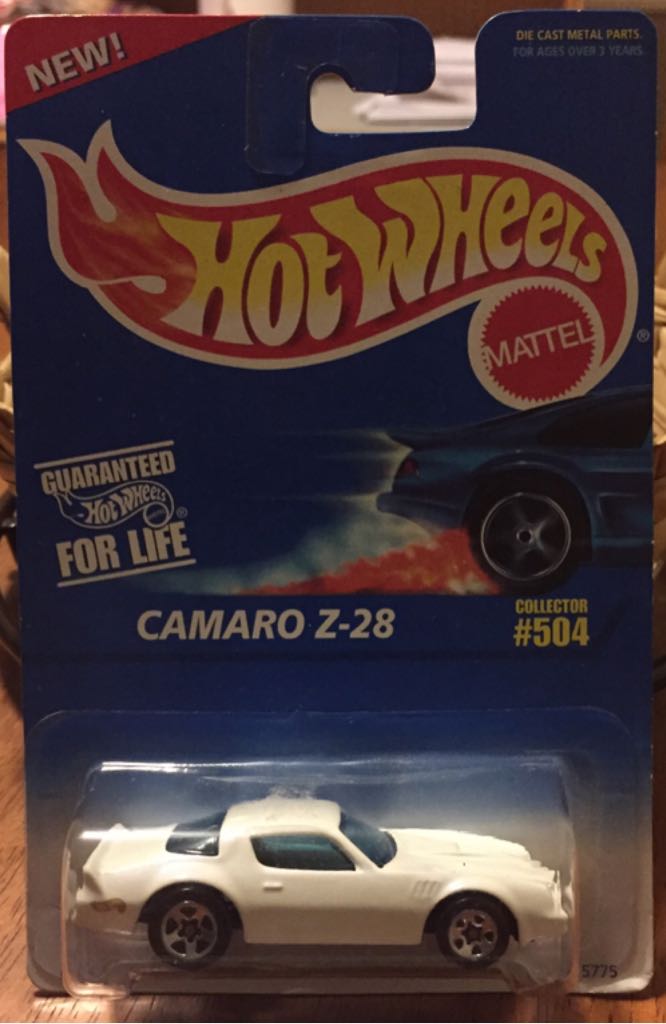 NEW!
DIE CAST METAL PARTS.
FOR AGES OVER 3 YEARS.
HOT WHEELS
MATTEL
®
GUARANTEED
HOT WHEELS
®
FOR LIFE
CAMARO Z-28
COLLECTOR
#504
5775